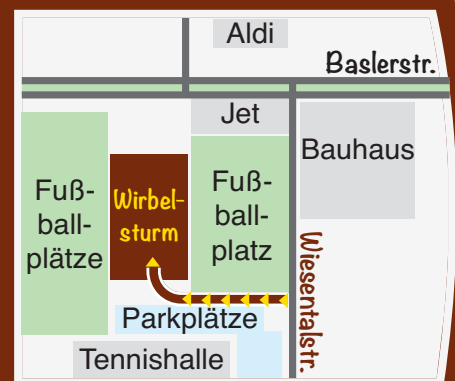 Aldi
Baslerstr.
Jet
Bauhaus
Fuß-
ball-
plätze
Wirbel-
sturm
Fuß-
ball-
platz
Wiesentalstr.
Parkplätze
Tennishalle